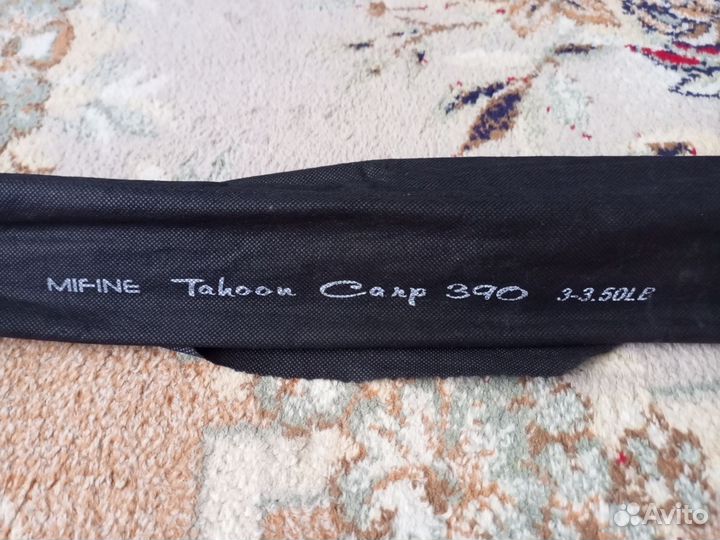 MIFINE Tahoon Carp 390 3-3.50LB
Avito